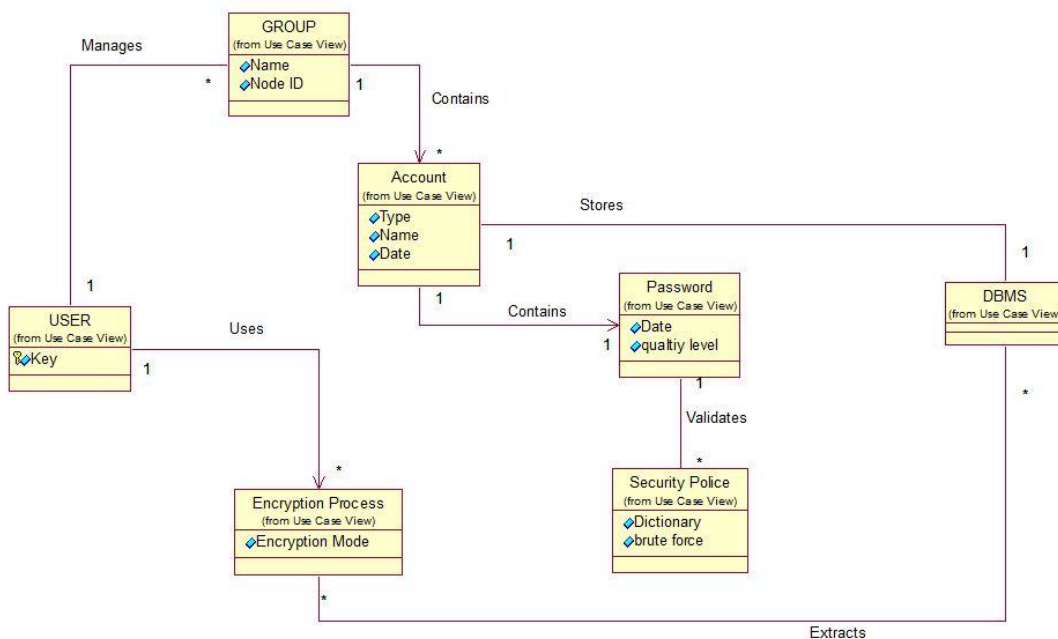 GROUP
(from Use Case View)
Name
Node ID
Manages
*
1
Contains
*
Account
(from Use Case View)
Type
Name
Date
Stores
1
1
1
Contains
1
Password
(from Use Case View)
Date
qualtiy level
DBMS
(from Use Case View)
1
USER
(from Use Case View)
Key
Uses
1
1
Validates
*
*
*
Encryption Process
(from Use Case View)
Encryption Mode
Security Police
(from Use Case View)
Dictionary
brute force
*
Extracts